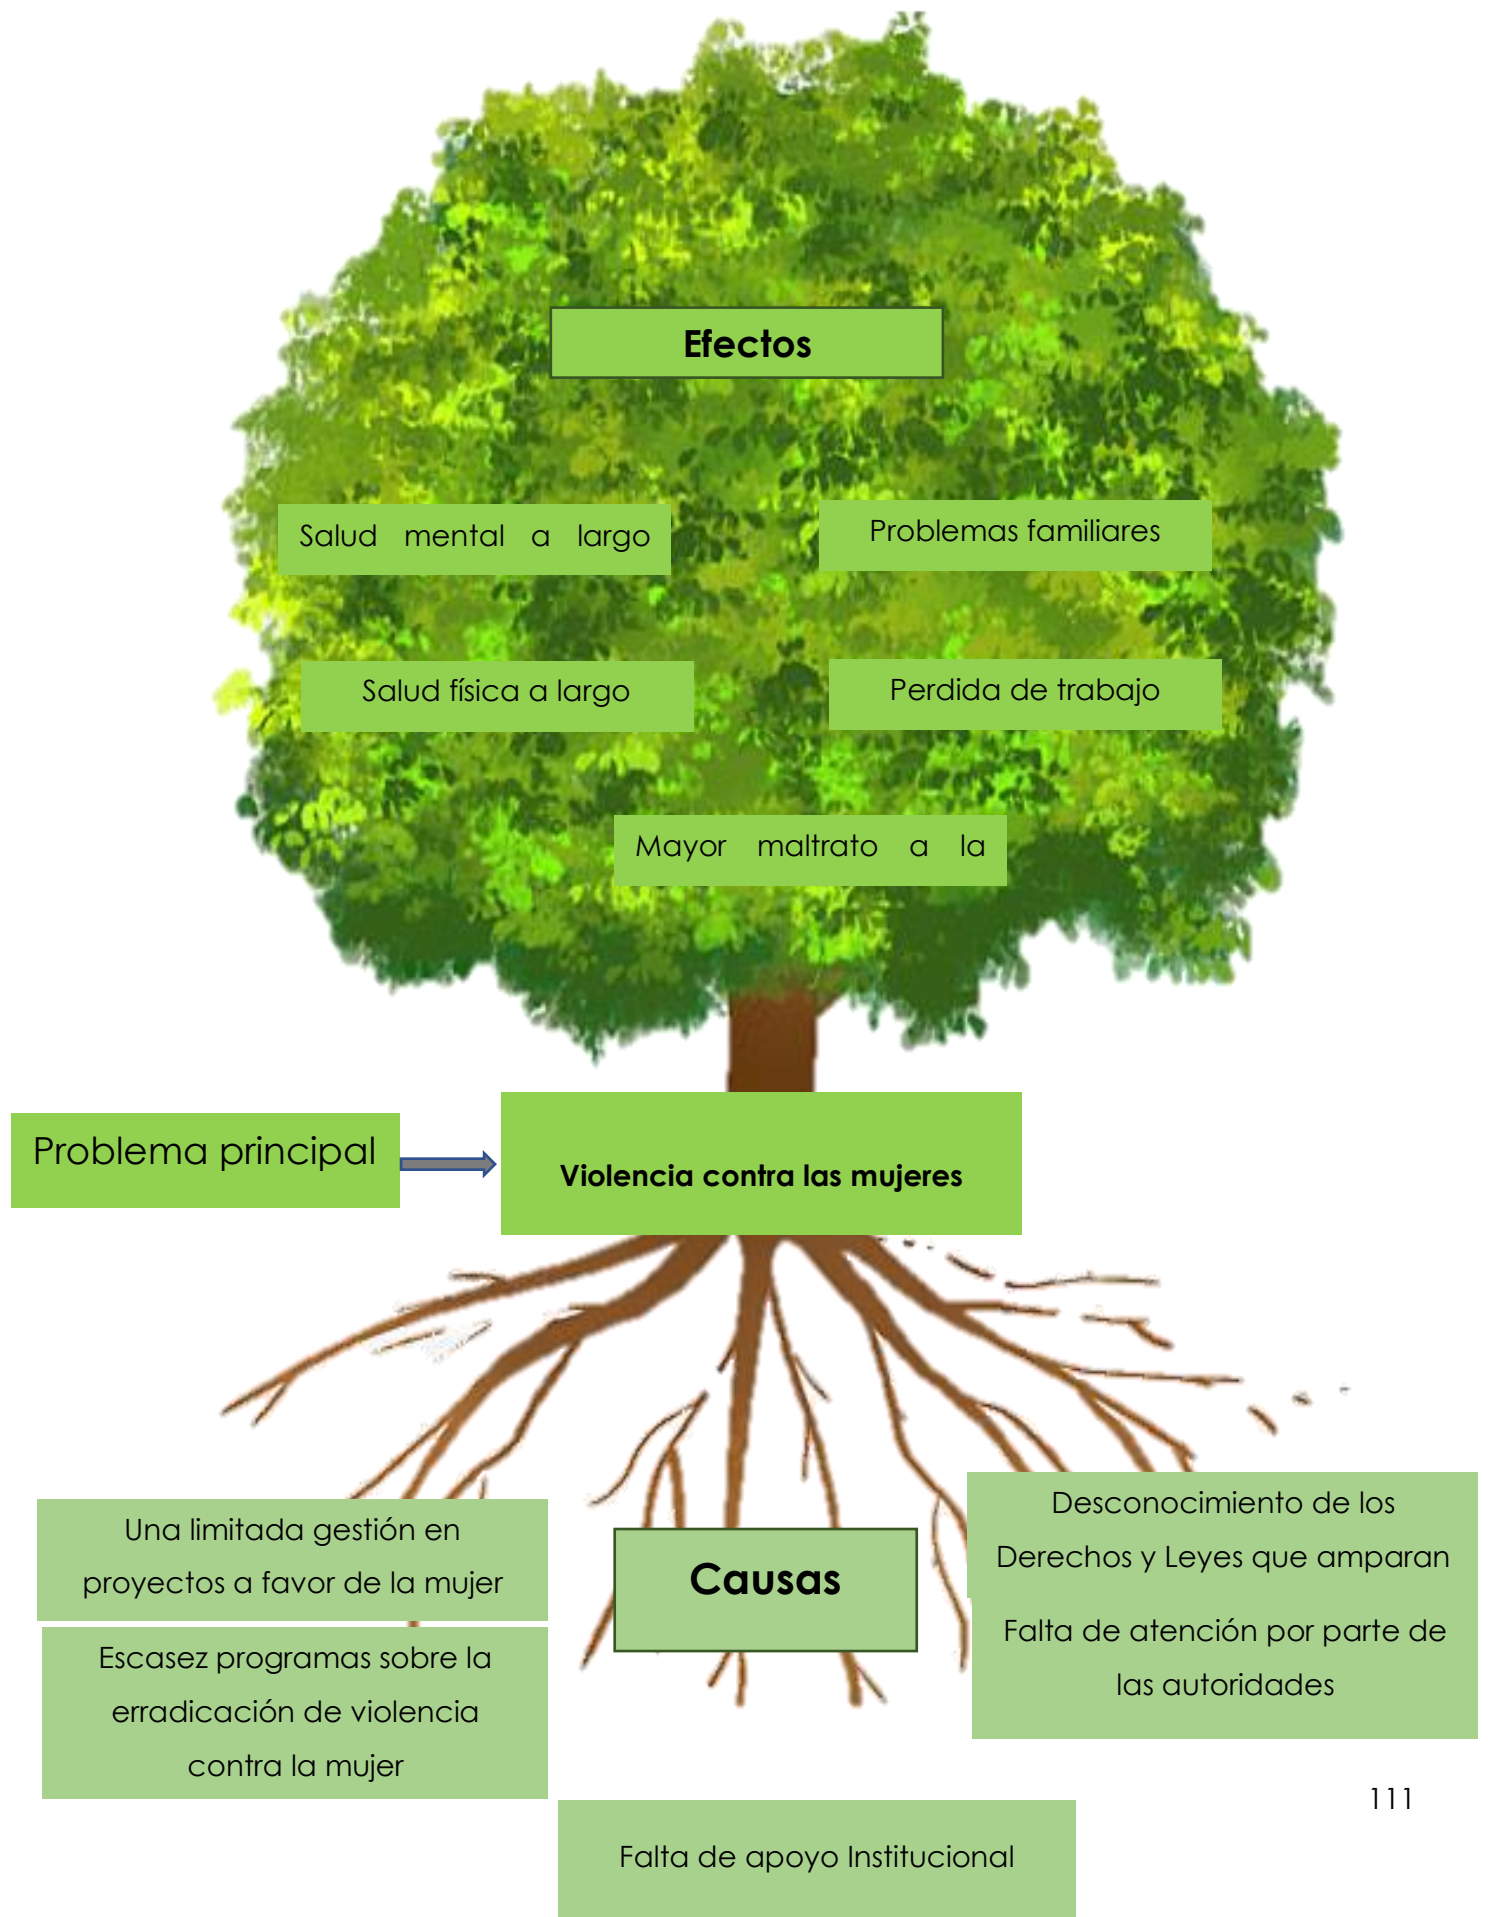 Efectos
Salud mental a largo
Problemas familiares
Salud física a largo
Perdida de trabajo
Mayor maltrato a la
Problema principal
Violencia contra las mujeres
Una limitada gestión en
proyectos a favor de la mujer
Escasez programas sobre la
erradicación de violencia
contra la mujer
Causas
Desconocimiento de los
Derechos y Leyes que amparan
Falta de atención por parte de
las autoridades
111
Falta de apoyo Institucional